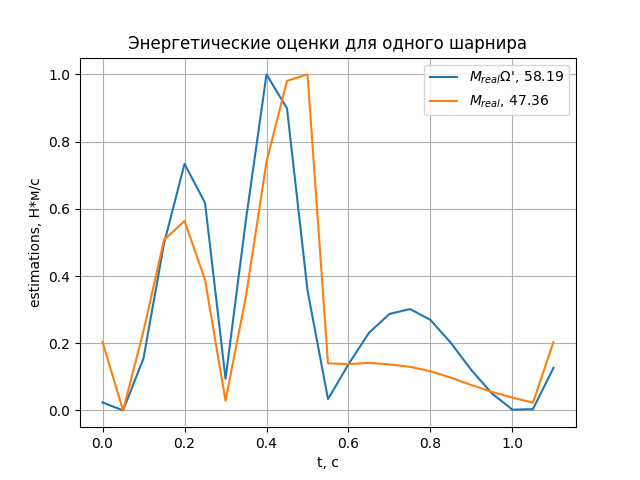 Энергетические оценки для одного шарнира
M_realΩ', 58.19
M_real, 47.36
estimations, Н*м/с
1.0
0.8
0.6
0.4
0.2
0.0
0.0 0.2 0.4 0.6 0.8 1.0
t, с